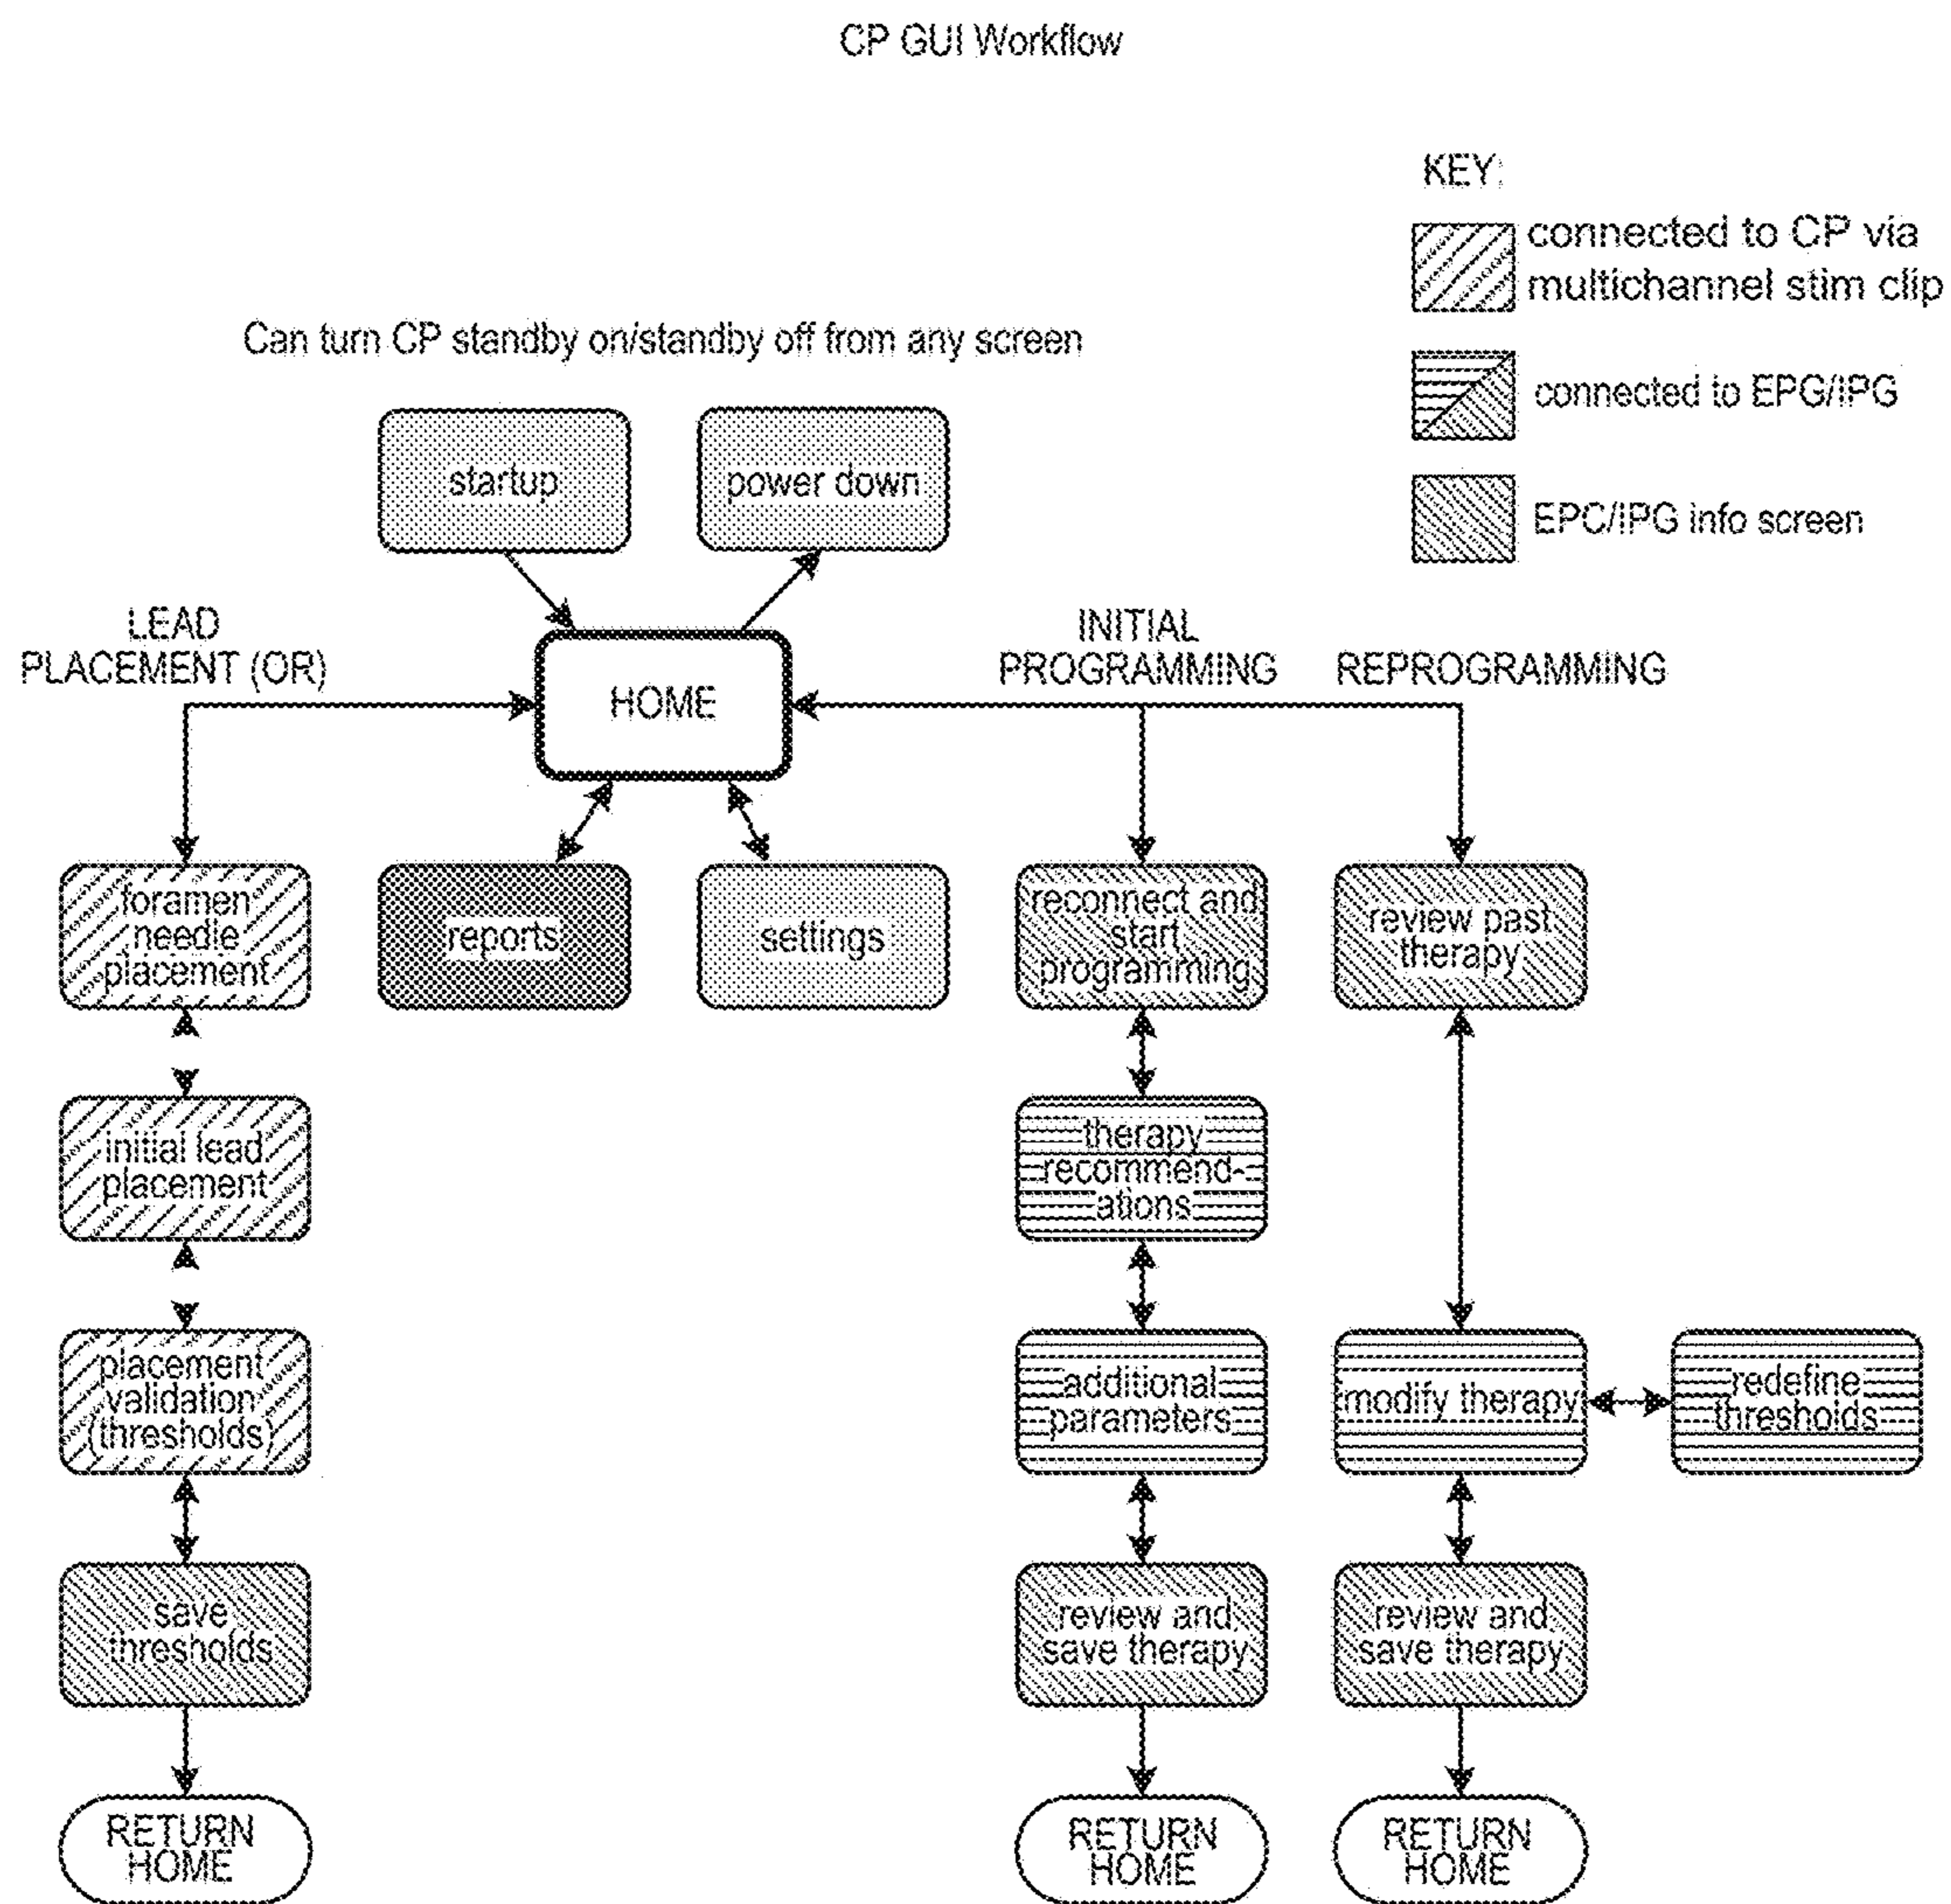 CP GUI Workflow
KEY:
connected to CP via
multichannel stim clip
connected to EPG/IPG
EPC/IPG info screen
Can turn CP standby on/standby off from any screen
startup
power down
LEAD
PLACEMENT (OR)
HOME
INITIAL
PROGRAMMING
REPROGRAMMING
foramen
needle
placement
reports
settings
reconnect and
start
programming
review past
therapy
initial lead
placement
therapy
recommend-
ations
placement
validation
(thresholds)
additional
parameters
modify therapy
redefine
thresholds
save
thresholds
review and
save therapy
review and
save therapy
RETURN
HOME
RETURN
HOME
RETURN
HOME